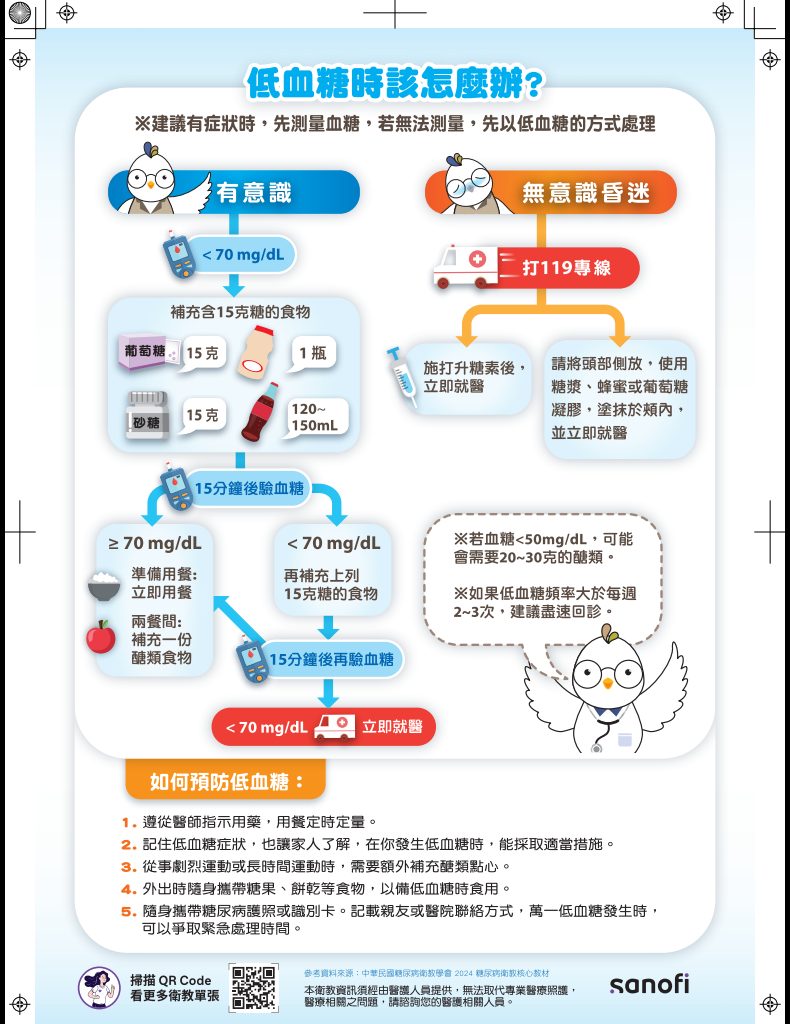 低血糖時該怎麼辦?
※建議有症狀時，先測量血糖，若無法測量，先以低血糖的方式處理
有意識
< 70 mg/dL
補充含15克糖的食物
葡萄糖
15 克
1 瓶
砂糖
15 克
120~
150mL
15分鐘後驗血糖
≥ 70 mg/dL
準備用餐:
立即用餐
兩餐間:
補充一份
醣類食物
< 70 mg/dL
再補充上列
15克糖的食物
15分鐘後再驗血糖
< 70 mg/dL
立即就醫
無意識昏迷
打119專線
施打升糖素後，
立即就醫
請將頭部側放，使用
糖漿、蜂蜜或葡萄糖
凝膠，塗抹於頰內，
並立即就醫
※若血糖<50mg/dL，可能
會需要20~30克的醣類。
※如果低血糖頻率大於每週
2~3次，建議盡速回診。
如何預防低血糖：
1. 遵從醫師指示用藥，用餐定時定量。
2. 記住低血糖症狀，也讓家人了解，在你發生低血糖時，能採取適當措施。
3. 從事劇烈運動或長時間運動時，需要額外補充醣類點心。
4. 外出時隨身攜帶糖果、餅乾等食物，以備低血糖時食用。
5. 隨身攜帶糖尿病護照或識別卡。記載親友或醫院聯絡方式，萬一低血糖發生時，
可以爭取緊急處理時間。
掃描 QR Code
看更多衛教單張
參考資料來源：中華民國糖尿病衛教學會 2024 糖尿病衛教核心教材
本衛教資訊須經由醫護人員提供，無法取代專業醫療照護，
醫療相關之問題，請諮詢您的醫護相關人員。
sanofi